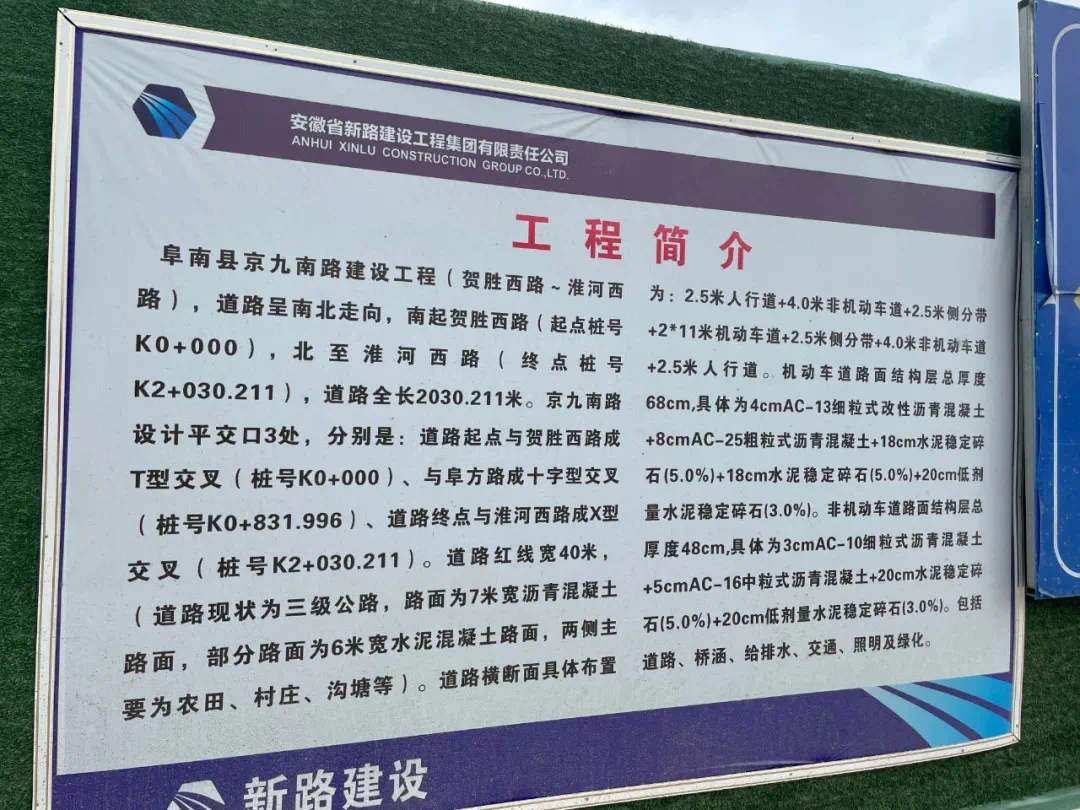 安徽省新路建设工程集团有限责任公司
ANHUI XINLU CONSTRUCTION GROUP CO.,LTD.
工程简介
阜南县京九南路建设工程（贺胜西路~淮河西
路），道路呈南北走向，南起贺胜西路（起点桩号
K0+000），北至淮河西路（终点桩号
K2+030.211），道路全长2030.211米。京九南路
设计平交口3处，分别是：道路起点与贺胜西路成
T型交叉（桩号K0+000）、与阜方路成十字型交叉
（桩号K0+831.996）、道路终点与淮河西路成X型
交叉（桩号K2+030.211）。道路红线宽40米，
（道路现状为三级公路，路面为7米宽沥青混凝土
路面，部分路面为6米宽水泥混凝土路面，两侧主
要为农田、村庄、沟塘等）。道路横断面具体布置
为：2.5米人行道+4.0米非机动车道+2.5米侧分带
+2*11米机动车道+2.5米侧分带+4.0米非机动车道
+2.5米人行道。机动车道路面结构层总厚度
68cm,具体为4cmAC-13细粒式改性沥青混凝土
+8cmAC-25粗粒式沥青混凝土+18cm水泥稳定碎
石(5.0%)+18cm水泥稳定碎石(5.0%)+20cm低剂
量水泥稳定碎石(3.0%)。非机动车道路面结构层总
厚度48cm,具体为3cmAC-10细粒式沥青混凝土
+5cmAC-16中粒式沥青混凝土+20cm水泥稳定碎
石(5.0%)+20cm低剂量水泥稳定碎石(3.0%)。包括
道路、桥涵、给排水、交通、照明及绿化。
新路建设